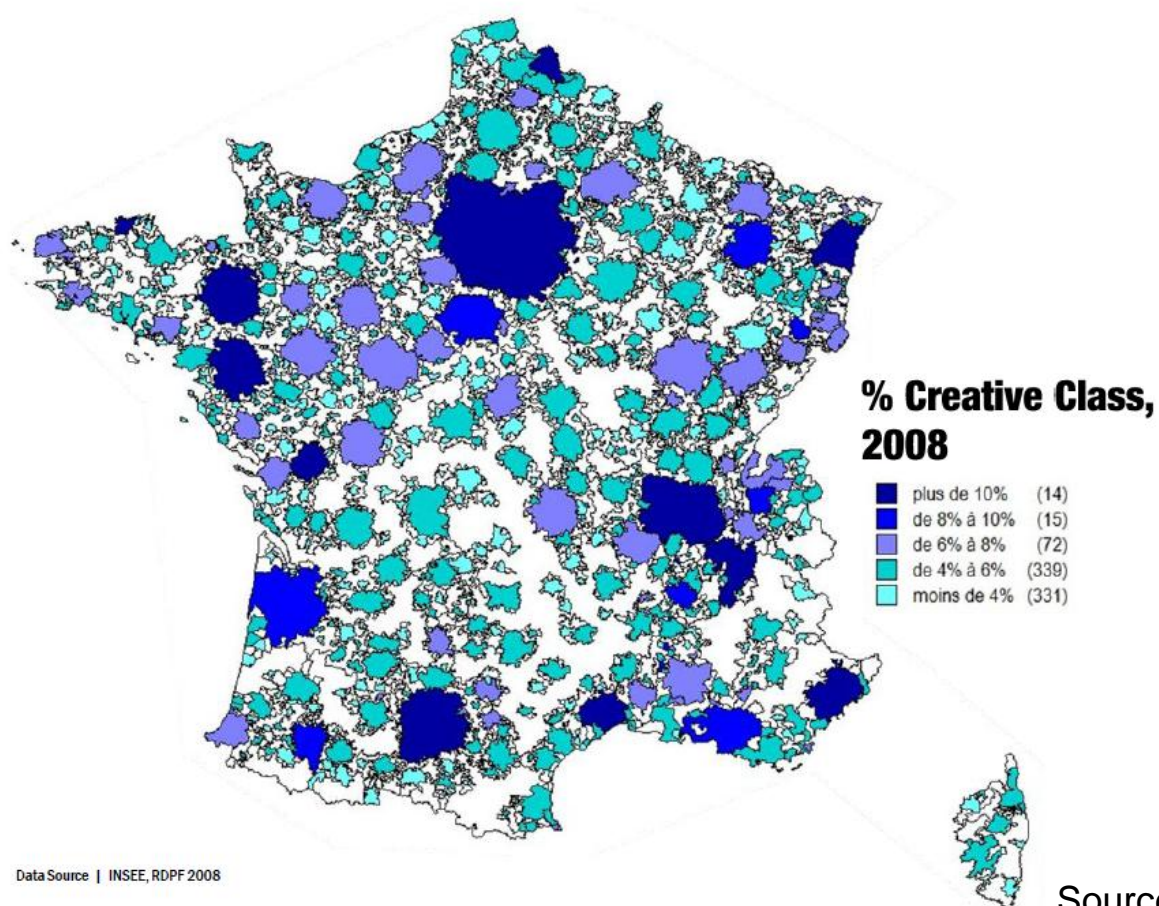 % Creative Class,
2008
plus de 10% (14)
de 8% à 10% (15)
de 6% à 8% (72)
de 4% à 6% (339)
moins de 4% (331)
Data Source | INSEE, RDPF 2008
Source